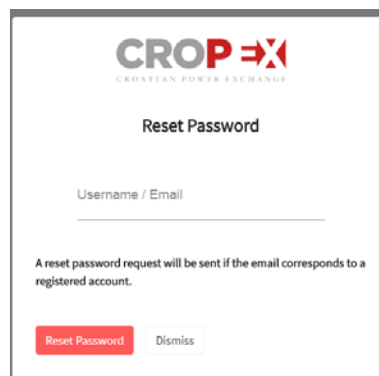 CROPEX
CROATIAN POWER EXCHANGE
Reset Password
Username / Email
A reset password request will be sent if the email corresponds to a
registered account.
Reset Password
Dismiss